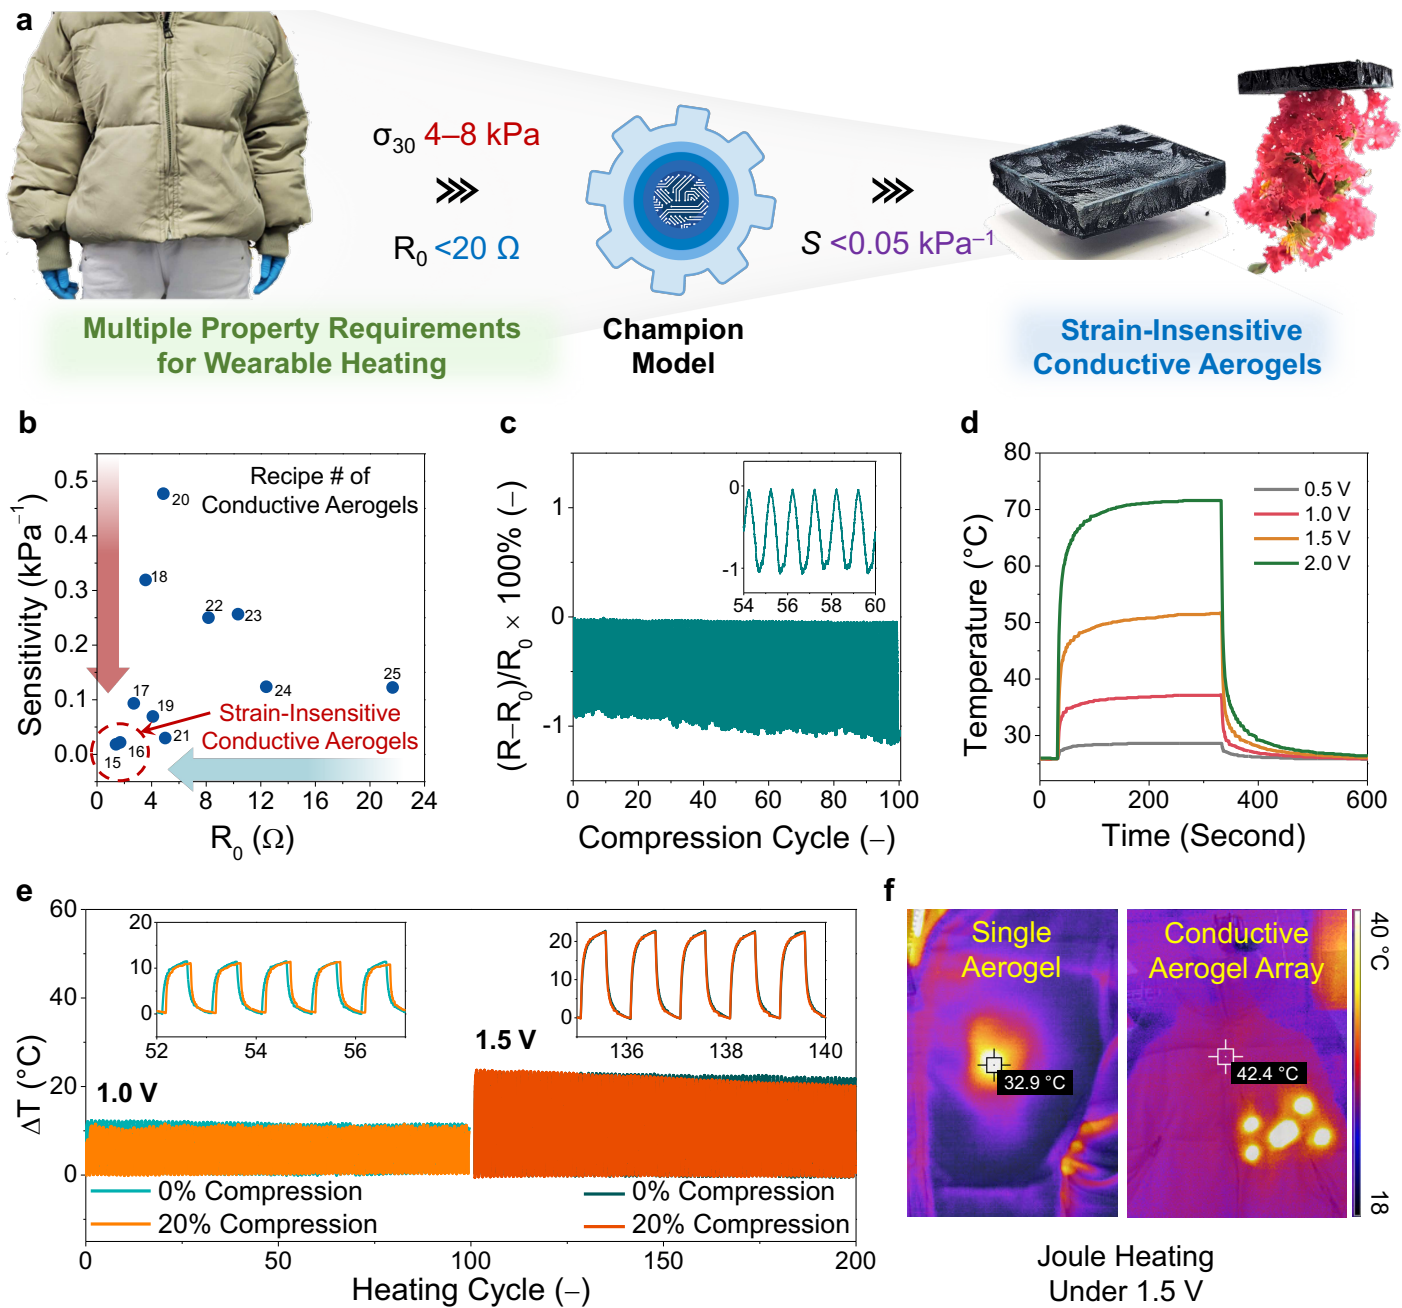 a
σ30 4–8 kPa
R0 <20 Ω
S <0.05 kPa–1
Multiple Property Requirements
for Wearable Heating
Champion
Model
Strain-Insensitive
Conductive Aerogels
b
Sensitivity (kPa−1)
0.5
0.4
0.3
0.2
0.1
0.0
Recipe # of
Conductive Aerogels
20
18
22
23
25
24
17
19
21
16
15
Strain-Insensitive
Conductive Aerogels
0 4 8 12 16 20 24
R0 (Ω)
c
(R−R0)/R0 × 100% (–)
1
0
-1
0
-1
54 56 58 60
0 20 40 60 80 100
Compression Cycle (–)
d
Temperature (°C)
80
70
60
50
40
30
0.5 V
1.0 V
1.5 V
2.0 V
0 200 400 600
Time (Second)
e
ΔT (°C)
60
40
20
0
20
10
0
52 54 56
1.0 V
20
10
0
136 138 140
1.5 V
0% Compression
20% Compression
0% Compression
20% Compression
0 50 100 150 200
Heating Cycle (–)
f
Single
Aerogel
32.9 °C
Conductive
Aerogel Array
42.4 °C
40 °C
18
Joule Heating
Under 1.5 V